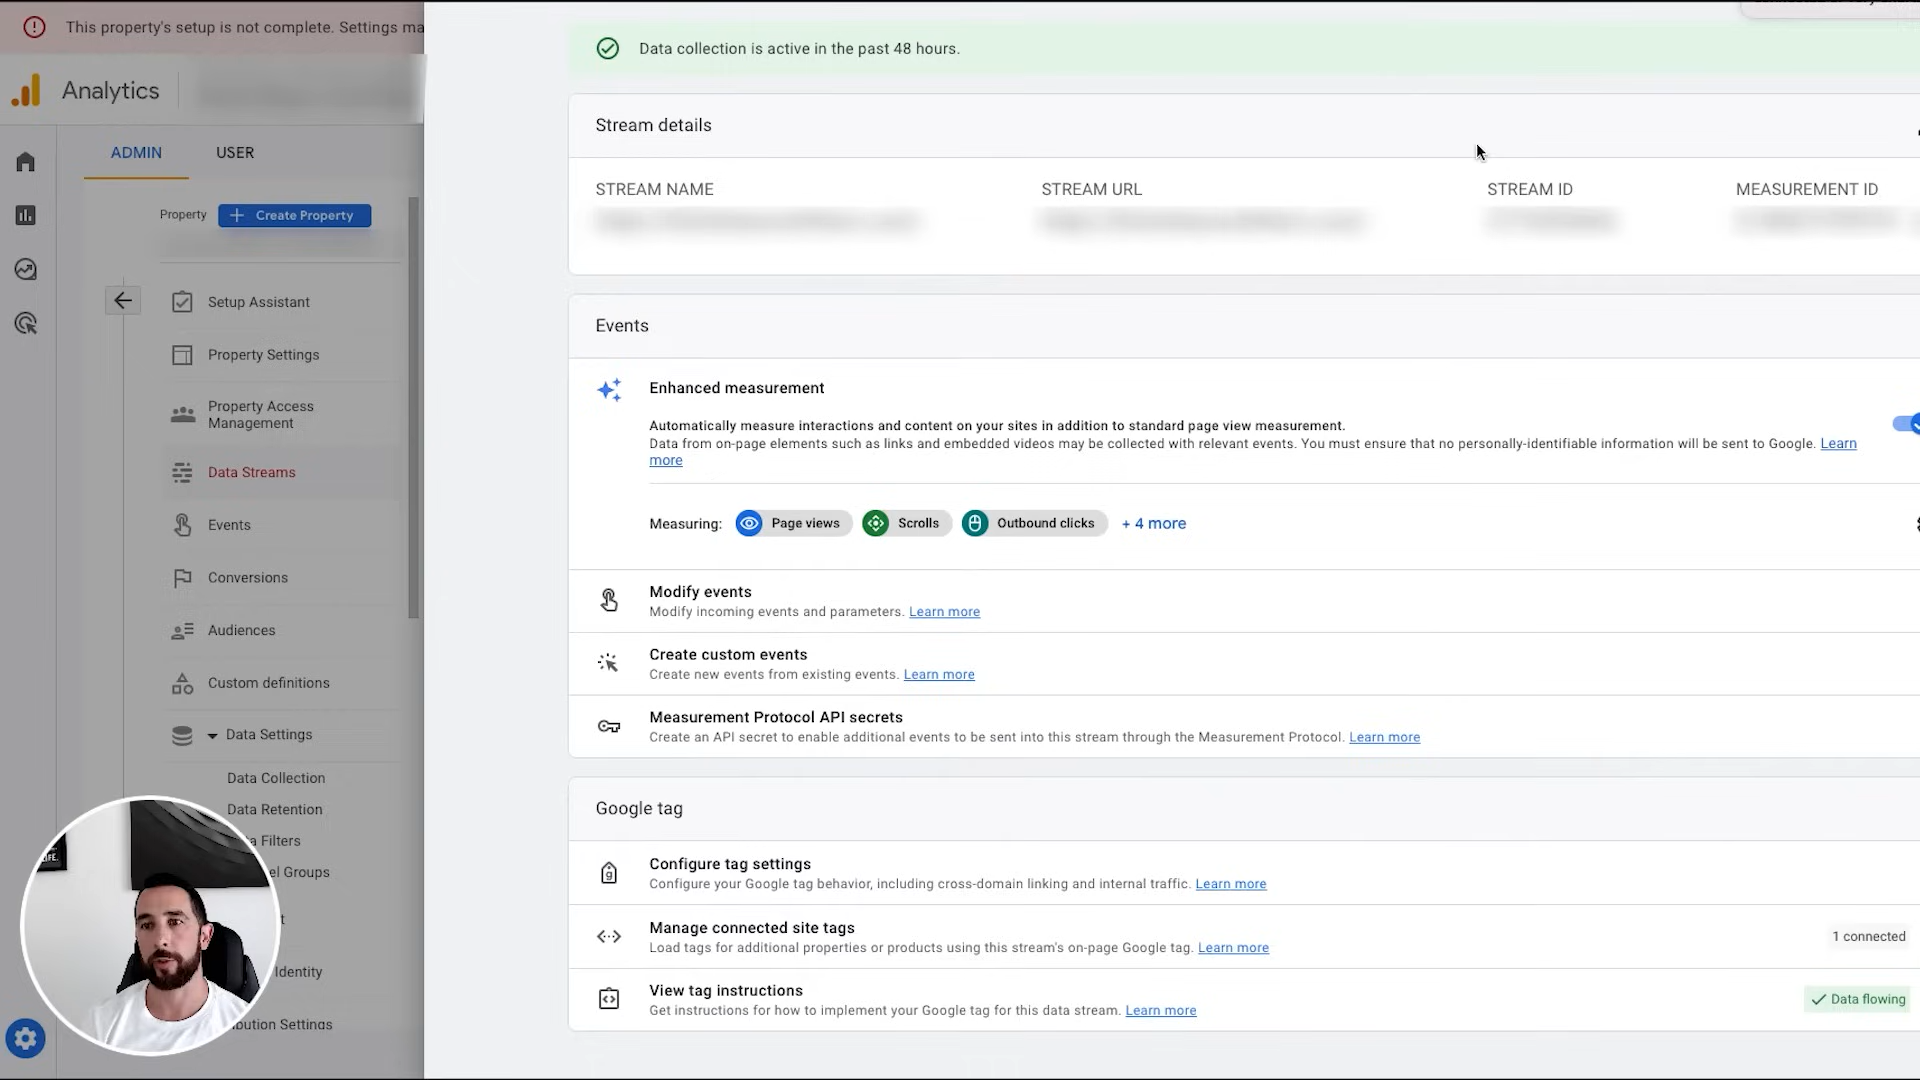 This property's setup is not complete. Settings ma
Analytics
ADMIN
USER
Property
Create Property
Setup Assistant
Property Settings
Property Access
Management
Data Streams
Events
Conversions
Audiences
Custom definitions
Data Settings
Data Collection
Data Retention
Filters
Groups
Identity
bution Settings
Data collection is active in the past 48 hours.
Stream details
STREAM NAME
STREAM URL
STREAM ID
MEASUREMENT ID
Events
Enhanced measurement
Automatically measure interactions and content on your sites in addition to standard page view measurement.
Data from on-page elements such as links and embedded videos may be collected with relevant events. You must ensure that no personally-identifiable information will be sent to Google. Learn
more
Measuring: Page views Scrolls Outbound clicks + 4 more
Modify events
Modify incoming events and parameters. Learn more
Create custom events
Create new events from existing events. Learn more
Measurement Protocol API secrets
Create an API secret to enable additional events to be sent into this stream through the Measurement Protocol. Learn more
Google tag
Configure tag settings
Configure your Google tag behavior, including cross-domain linking and internal traffic. Learn more
Manage connected site tags
Load tags for additional properties or products using this stream's on-page Google tag. Learn more
1 connected
View tag instructions
Get instructions for how to implement your Google tag for this data stream. Learn more
Data flowing